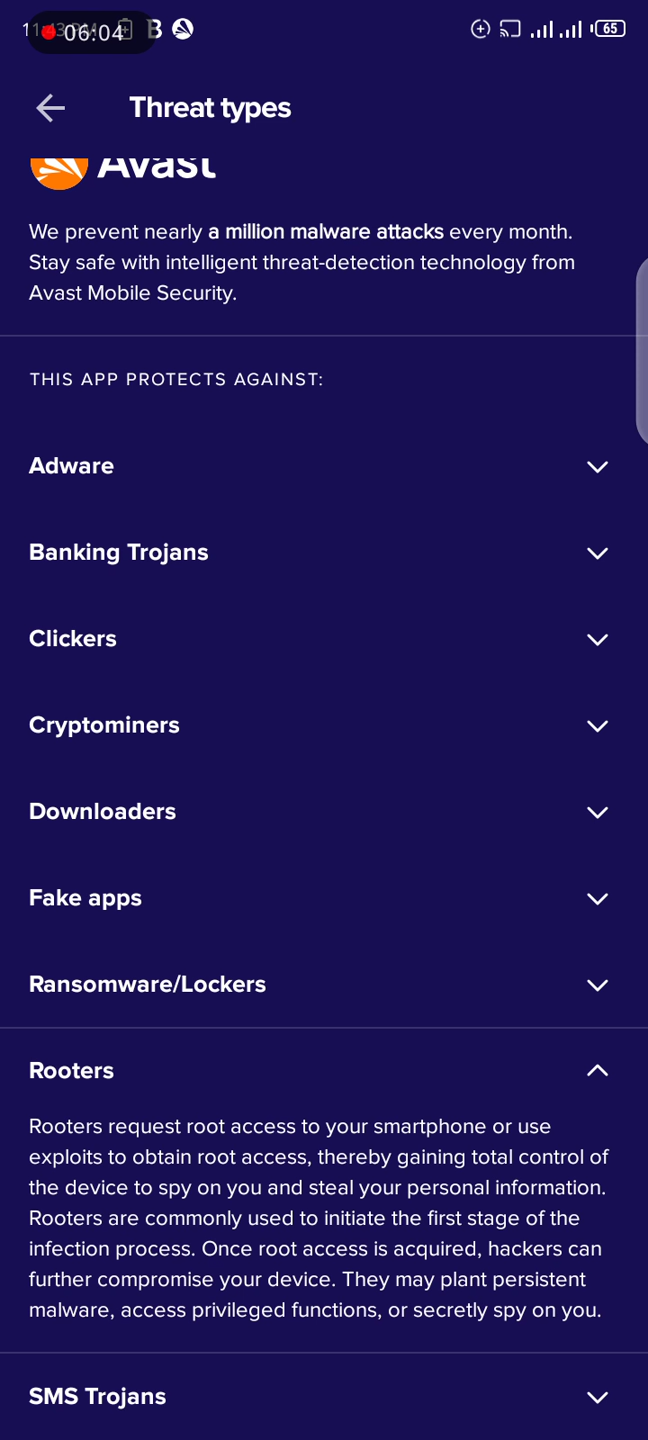 06:04
65
Threat types
Avast
We prevent nearly a million malware attacks every month.
Stay safe with intelligent threat-detection technology from
Avast Mobile Security.
THIS APP PROTECTS AGAINST:
Adware
Banking Trojans
Clickers
Cryptominers
Downloaders
Fake apps
Ransomware/Lockers
Rooters
Rooters request root access to your smartphone or use
exploits to obtain root access, thereby gaining total control of
the device to spy on you and steal your personal information.
Rooters are commonly used to initiate the first stage of the
infection process. Once root access is acquired, hackers can
further compromise your device. They may plant persistent
malware, access privileged functions, or secretly spy on you.
SMS Trojans